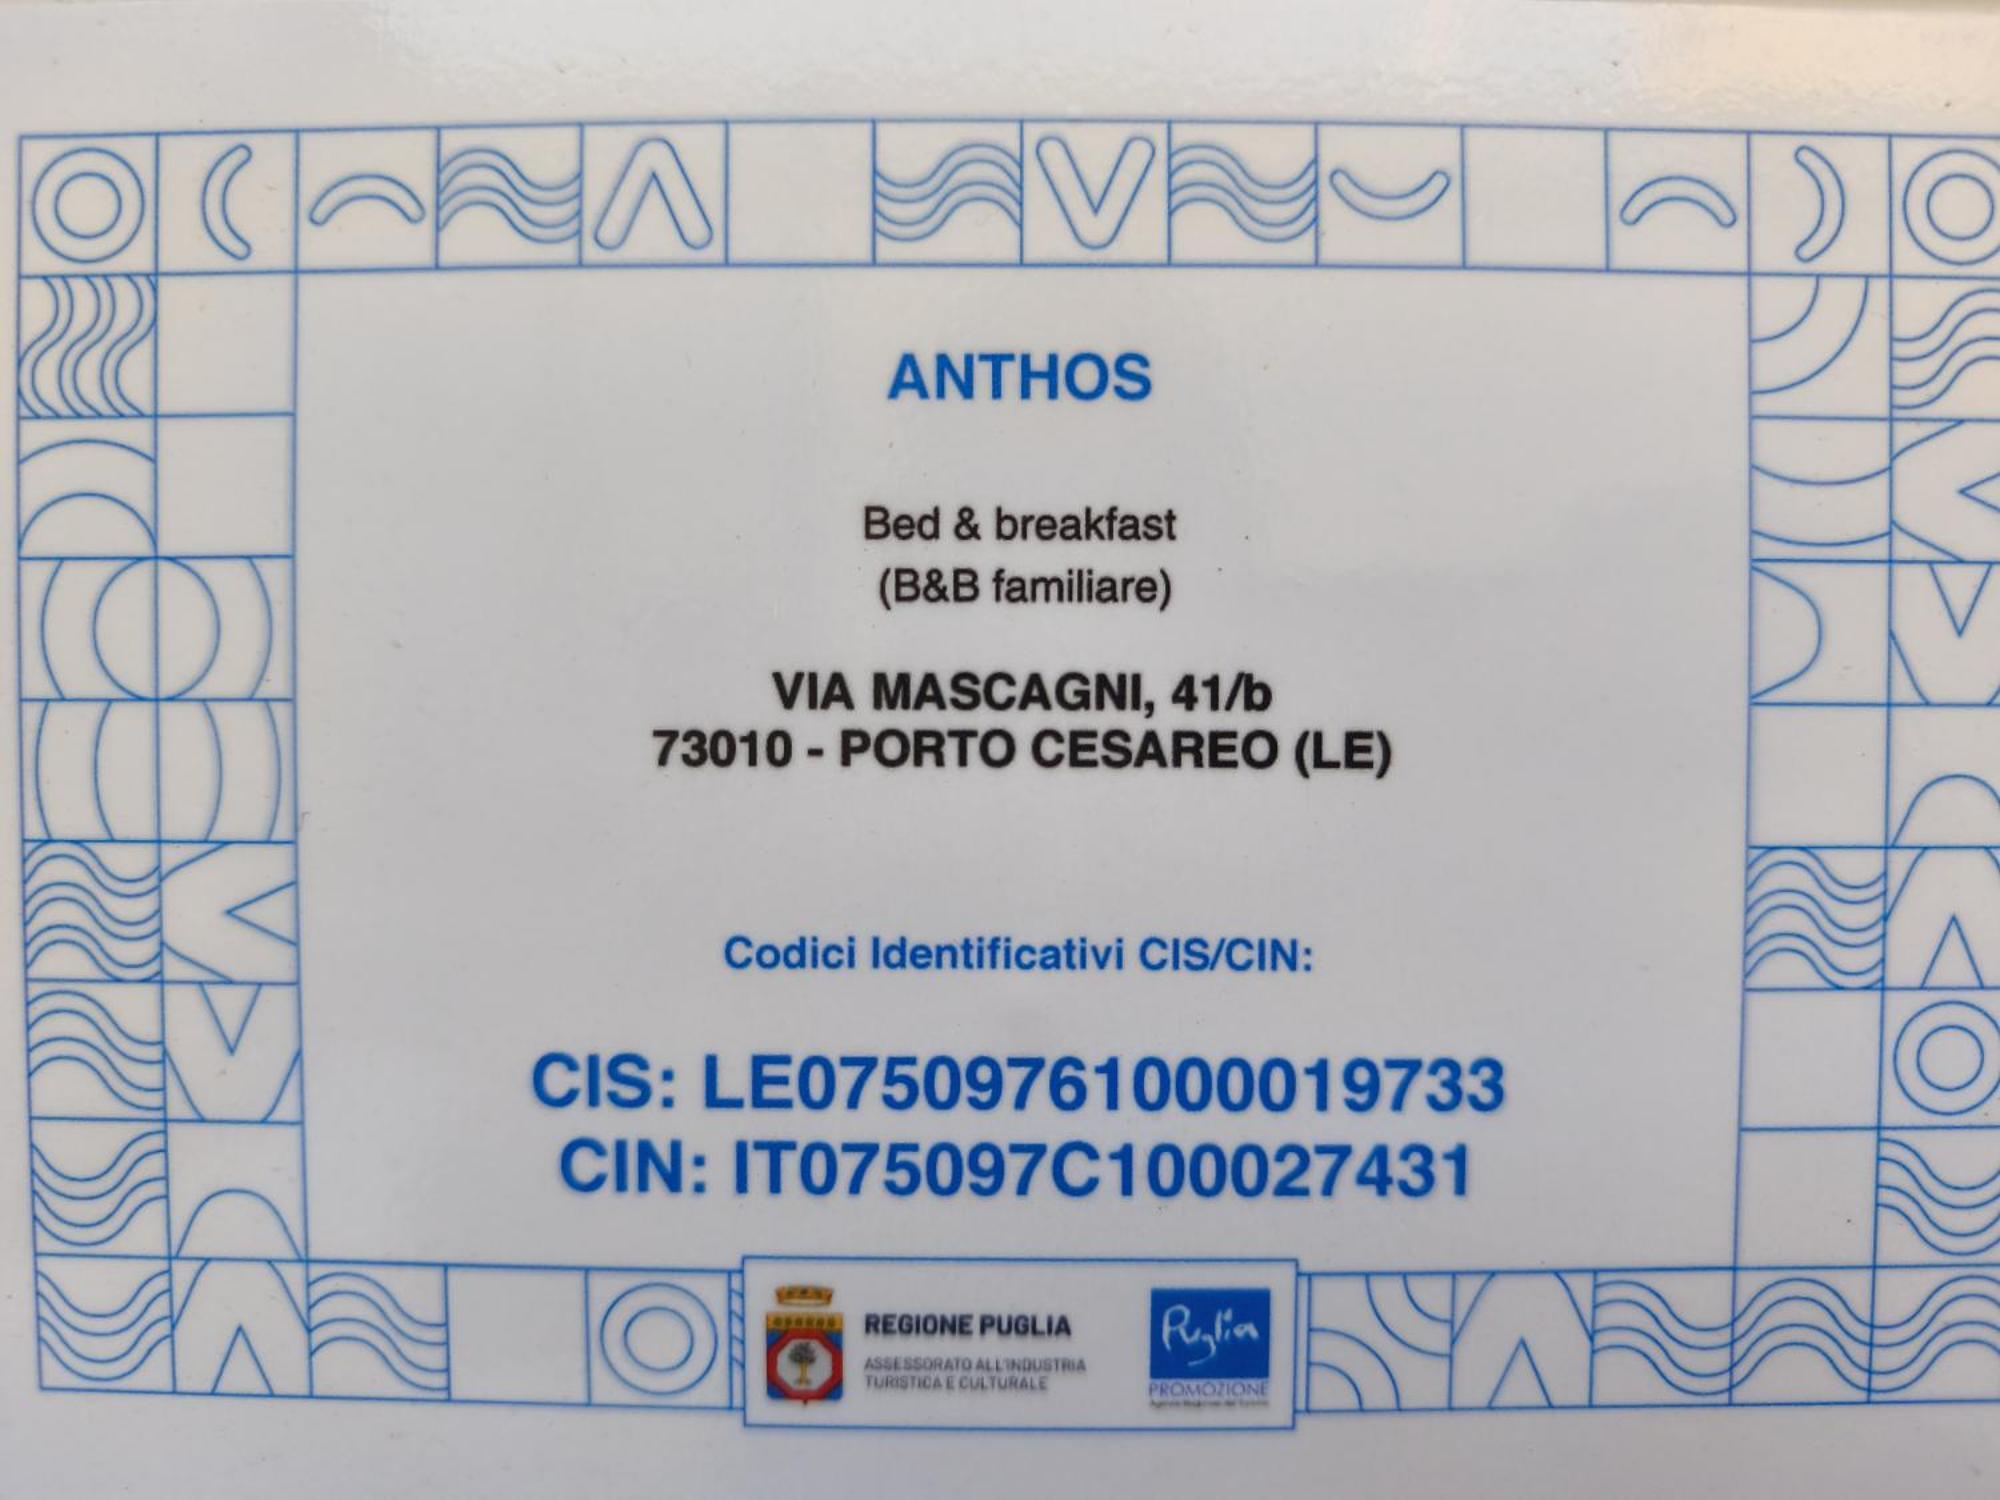 ANTHOS
Bed & breakfast
(B&B familiare)
VIA MASCAGNI, 41/b
73010 - PORTO CESAREO (LE)
Codici Identificativi CIS/CIN:
CIS: LE07509761000019733
CIN: IT075097C100027431
REGIONE PUGLIA
ASSESSORATO ALL'INDUSTRIA
TURISTICA E CULTURALE
Puglia
PROMOZIONE